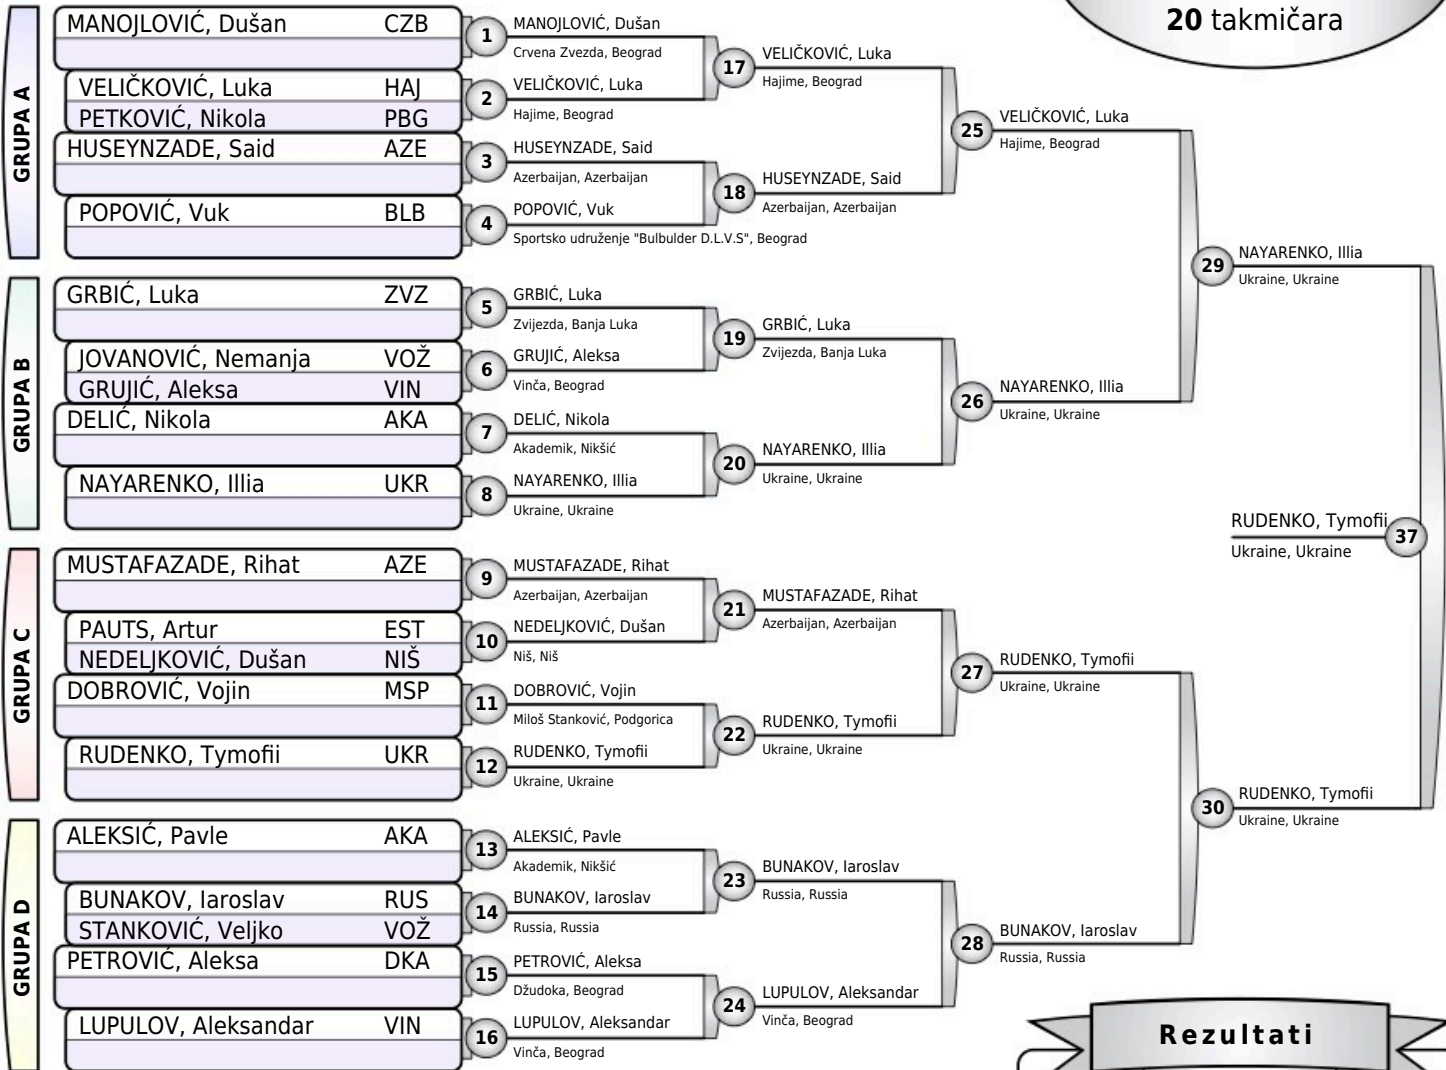 20 takmičara
GRUPA A
MANOJLOVIĆ, Dušan CZB
VELIČKOVIĆ, Luka HAJ
PETKOVIĆ, Nikola PBG
HUSEYNZADE, Said AZE
POPOVIĆ, Vuk BLB
1 MANOJLOVIĆ, Dušan
Crvena Zvezda, Beograd
2 VELIČKOVIĆ, Luka
Hajime, Beograd
3 HUSEYNZADE, Said
Azerbaijan, Azerbaijan
4 POPOVIĆ, Vuk
Sportsko udruženje "Bulbulder D.L.V.S", Beograd
17 VELIČKOVIĆ, Luka
Hajime, Beograd
18 HUSEYNZADE, Said
Azerbaijan, Azerbaijan
25 VELIČKOVIĆ, Luka
Hajime, Beograd
GRUPA B
GRBIĆ, Luka ZVZ
JOVANOVIĆ, Nemanja VOŽ
GRUJIĆ, Aleksa VIN
DELIĆ, Nikola AKA
NAYARENKO, Illia UKR
5 GRBIĆ, Luka
Zvijezda, Banja Luka
6 GRUJIĆ, Aleksa
Vinča, Beograd
7 DELIĆ, Nikola
Akademik, Nikšić
8 NAYARENKO, Illia
Ukraine, Ukraine
19 GRBIĆ, Luka
Zvijezda, Banja Luka
20 NAYARENKO, Illia
Ukraine, Ukraine
26 NAYARENKO, Illia
Ukraine, Ukraine
29 NAYARENKO, Illia
Ukraine, Ukraine
GRUPA C
MUSTAFAZADE, Rihat AZE
PAUTS, Artur EST
NEDELJKOVIĆ, Dušan NIŠ
DOBROVIĆ, Vojin MSP
RUDENKO, Tymofii UKR
9 MUSTAFAZADE, Rihat
Azerbaijan, Azerbaijan
10 NEDELJKOVIĆ, Dušan
Niš, Niš
11 DOBROVIĆ, Vojin
Miloš Stanković, Podgorica
12 RUDENKO, Tymofii
Ukraine, Ukraine
21 MUSTAFAZADE, Rihat
Azerbaijan, Azerbaijan
22 RUDENKO, Tymofii
Ukraine, Ukraine
27 RUDENKO, Tymofii
Ukraine, Ukraine
GRUPA D
ALEKSIĆ, Pavle AKA
BUNAKOV, Iaroslav RUS
STANKOVIĆ, Veljko VOŽ
PETROVIĆ, Aleksa DKA
LUPULOV, Aleksandar VIN
13 ALEKSIĆ, Pavle
Akademik, Nikšić
14 BUNAKOV, Iaroslav
Russia, Russia
15 PETROVIĆ, Aleksa
Džudoka, Beograd
16 LUPULOV, Aleksandar
Vinča, Beograd
23 BUNAKOV, Iaroslav
Russia, Russia
24 LUPULOV, Aleksandar
Vinča, Beograd
28 BUNAKOV, Iaroslav
Russia, Russia
30 RUDENKO, Tymofii
Ukraine, Ukraine
RUDENKO, Tymofii 37
Ukraine, Ukraine
Rezultati